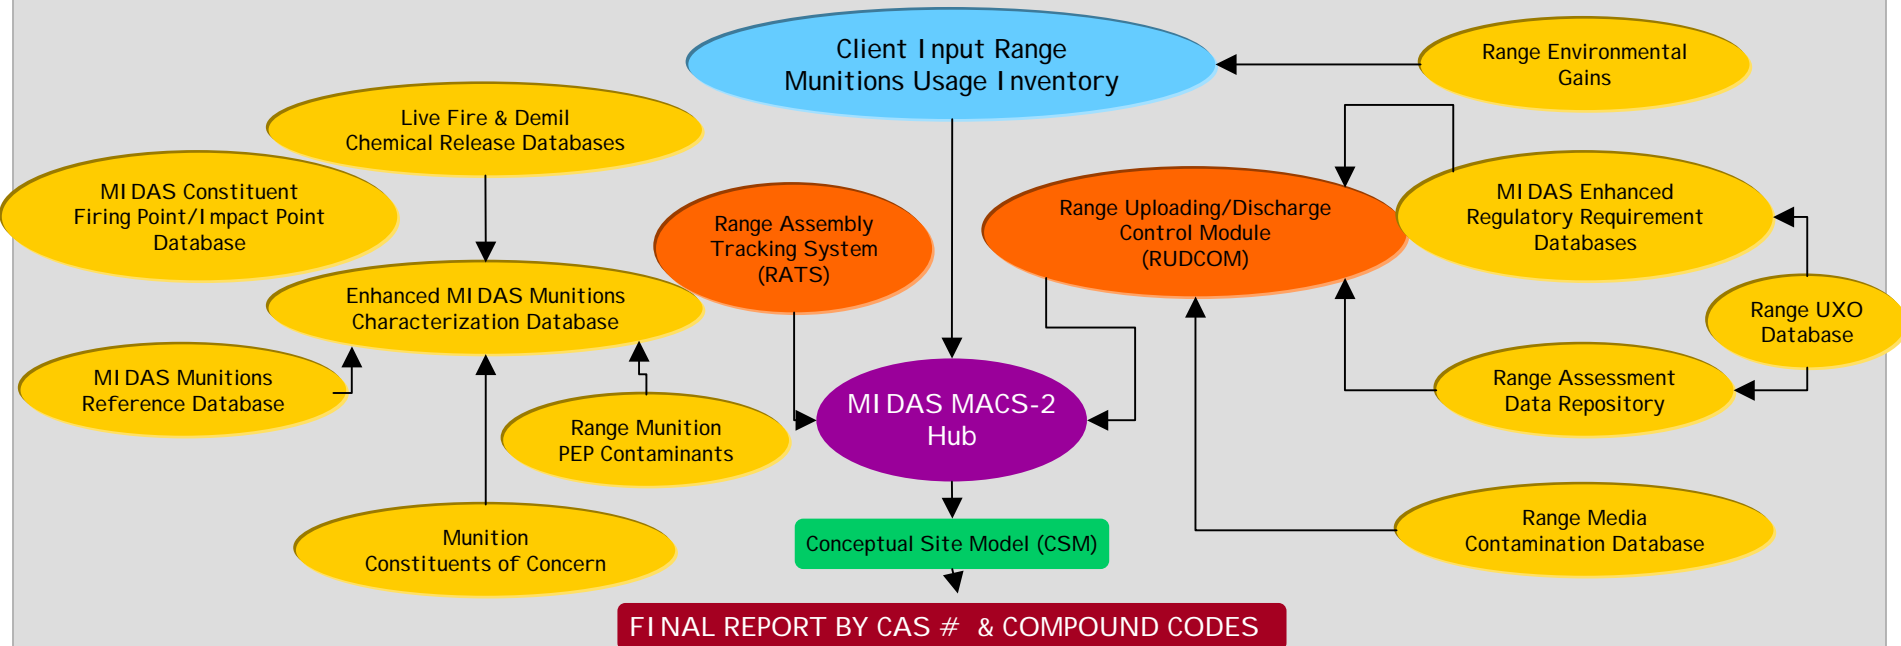 Client Input Range
Munitions Usage Inventory
Range Environmental
Gains
Live Fire & Demil
Chemical Release Databases
MIDAS Constituent
Firing Point/Impact Point
Database
Range Assembly
Tracking System
(RATS)
Range Uploading/Discharge
Control Module
(RUDCOM)
MIDAS Enhanced
Regulatory Requirement
Databases
Enhanced MIDAS Munitions
Characterization Database
Range UXO
Database
MIDAS Munitions
Reference Database
Range Munition
PEP Contaminants
MIDAS MACS-2
Hub
Range Assessment
Data Repository
Munition
Constituents of Concern
Conceptual Site Model (CSM)
Range Media
Contamination Database
FINAL REPORT BY CAS # & COMPOUND CODES